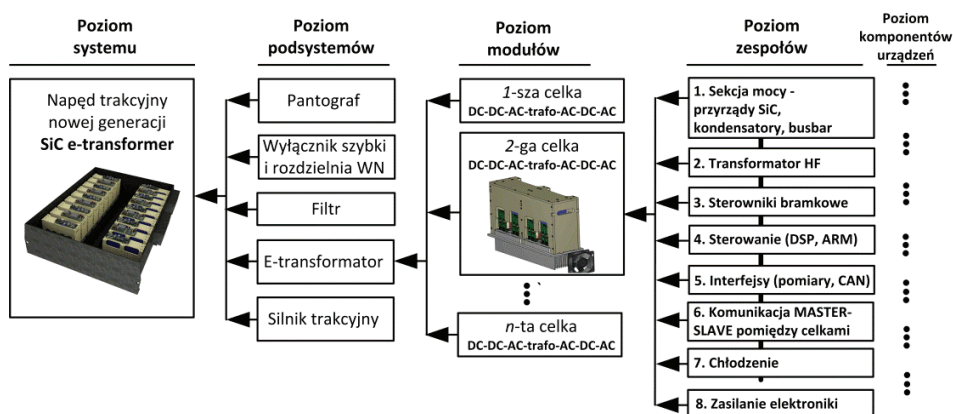 Poziom
systemu
Poziom
podsystemów
Poziom
modułów
Poziom
zespołów
Poziom
komponentów
urządzeń
Napęd trakcyjny
nowej generacji
SiC e-transformer
Pantograf
Wyłącznik szybki
i rozdzielnia WN
Filtr
E-transformator
Silnik trakcyjny
1-sza celka
DC-DC-AC-trafo-AC-DC-AC
2-ga celka
DC-DC-AC-trafo-AC-DC-AC
n-ta celka
DC-DC-AC-trafo-AC-DC-AC
1. Sekcja mocy -
przyrządy SiC,
kondensatory, busbar
2. Transformator HF
3. Sterowniki bramkowe
4. Sterowanie (DSP, ARM)
5. Interfejsy (pomiary, CAN)
6. Komunikacja MASTER-
SLAVE pomiędzy celkami
7. Chłodzenie
8. Zasilanie elektroniki